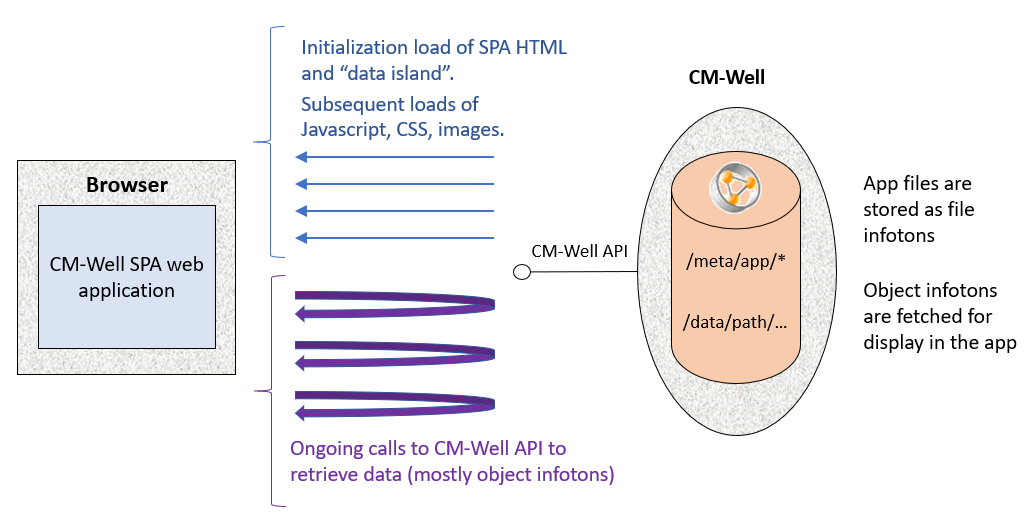 Initialization load of SPA HTML
and “data island”.
Subsequent loads of
Javascript, CSS, images.
Browser
CM-Well SPA web
application
Ongoing calls to CM-Well API to
retrieve data (mostly object infotons)
CM-Well API
CM-Well
/meta/app/*
/data/path/...
App files are
stored as file
infotons
Object infotons
are fetched for
display in the app